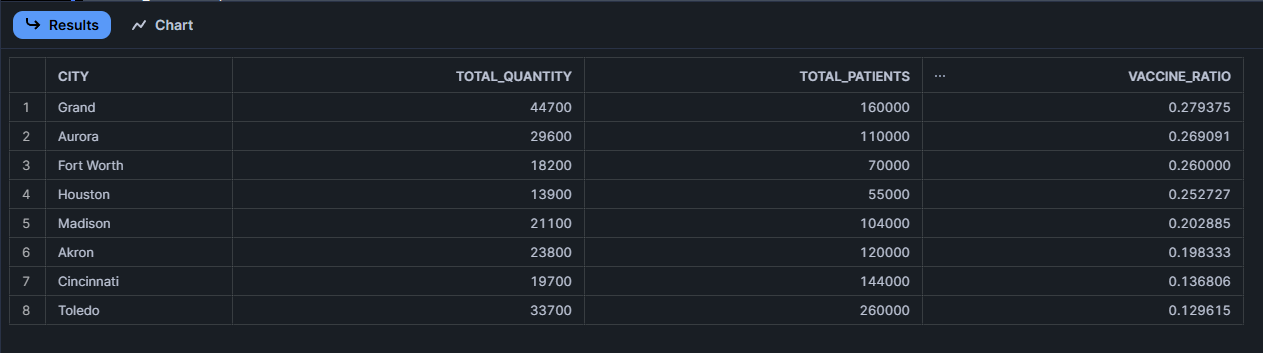 Results Chart
CITY TOTAL_QUANTITY TOTAL_PATIENTS ... VACCINE_RATIO
1 Grand 44700 160000 0.279375
2 Aurora 29600 110000 0.269091
3 Fort Worth 18200 70000 0.260000
4 Houston 13900 55000 0.252727
5 Madison 21100 104000 0.202885
6 Akron 23800 120000 0.198333
7 Cincinnati 19700 144000 0.136806
8 Toledo 33700 260000 0.129615